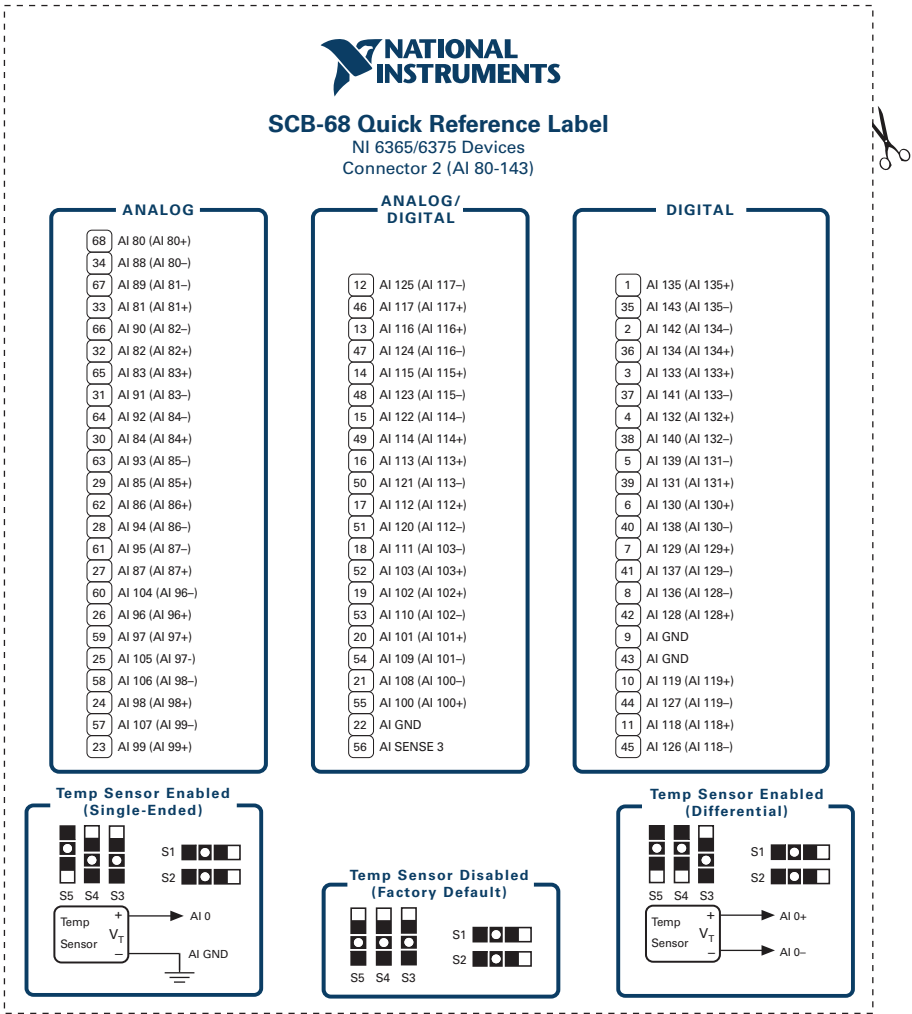 NATIONAL
INSTRUMENTS
SCB-68 Quick Reference Label
NI 6365/6375 Devices
Connector 2 (AI 80-143)
ANALOG
68 AI 80 (AI 80+)
34 AI 88 (AI 80–)
67 AI 89 (AI 81–)
33 AI 81 (AI 81+)
66 AI 90 (AI 82–)
32 AI 82 (AI 82+)
65 AI 83 (AI 83+)
31 AI 91 (AI 83–)
64 AI 92 (AI 84–)
30 AI 84 (AI 84+)
63 AI 93 (AI 85–)
29 AI 85 (AI 85+)
62 AI 86 (AI 86+)
28 AI 94 (AI 86–)
61 AI 95 (AI 87–)
27 AI 87 (AI 87+)
60 AI 104 (AI 96–)
26 AI 96 (AI 96+)
59 AI 97 (AI 97+)
25 AI 105 (AI 97-)
58 AI 106 (AI 98–)
24 AI 98 (AI 98+)
57 AI 107 (AI 99–)
23 AI 99 (AI 99+)
ANALOG/
DIGITAL
12 AI 125 (AI 117–)
46 AI 117 (AI 117+)
13 AI 116 (AI 116+)
47 AI 124 (AI 116–)
14 AI 115 (AI 115+)
48 AI 123 (AI 115–)
15 AI 122 (AI 114–)
49 AI 114 (AI 114+)
16 AI 113 (AI 113+)
50 AI 121 (AI 113–)
17 AI 112 (AI 112+)
51 AI 120 (AI 112–)
18 AI 111 (AI 103–)
52 AI 103 (AI 103+)
19 AI 102 (AI 102+)
53 AI 110 (AI 102–)
20 AI 101 (AI 101+)
54 AI 109 (AI 101–)
21 AI 108 (AI 100–)
55 AI 100 (AI 100+)
22 AI GND
56 AI SENSE 3
DIGITAL
1 AI 135 (AI 135+)
35 AI 143 (AI 135–)
2 AI 142 (AI 134–)
36 AI 134 (AI 134+)
3 AI 133 (AI 133+)
37 AI 141 (AI 133–)
4 AI 132 (AI 132+)
38 AI 140 (AI 132–)
5 AI 139 (AI 131–)
39 AI 131 (AI 131+)
6 AI 130 (AI 130+)
40 AI 138 (AI 130–)
7 AI 129 (AI 129+)
41 AI 137 (AI 129–)
8 AI 136 (AI 128–)
42 AI 128 (AI 128+)
9 AI GND
43 AI GND
10 AI 119 (AI 119+)
44 AI 127 (AI 119–)
11 AI 118 (AI 118+)
45 AI 126 (AI 118–)
Temp Sensor Enabled
(Single-Ended)
S1
S2
S5 S4 S3
Temp
Sensor
+
VT
–
AI 0
AI GND
Temp Sensor Disabled
(Factory Default)
S1
S2
S5 S4 S3
Temp Sensor Enabled
(Differential)
S1
S2
S5 S4 S3
Temp
Sensor
+
VT
–
AI 0+
AI 0–